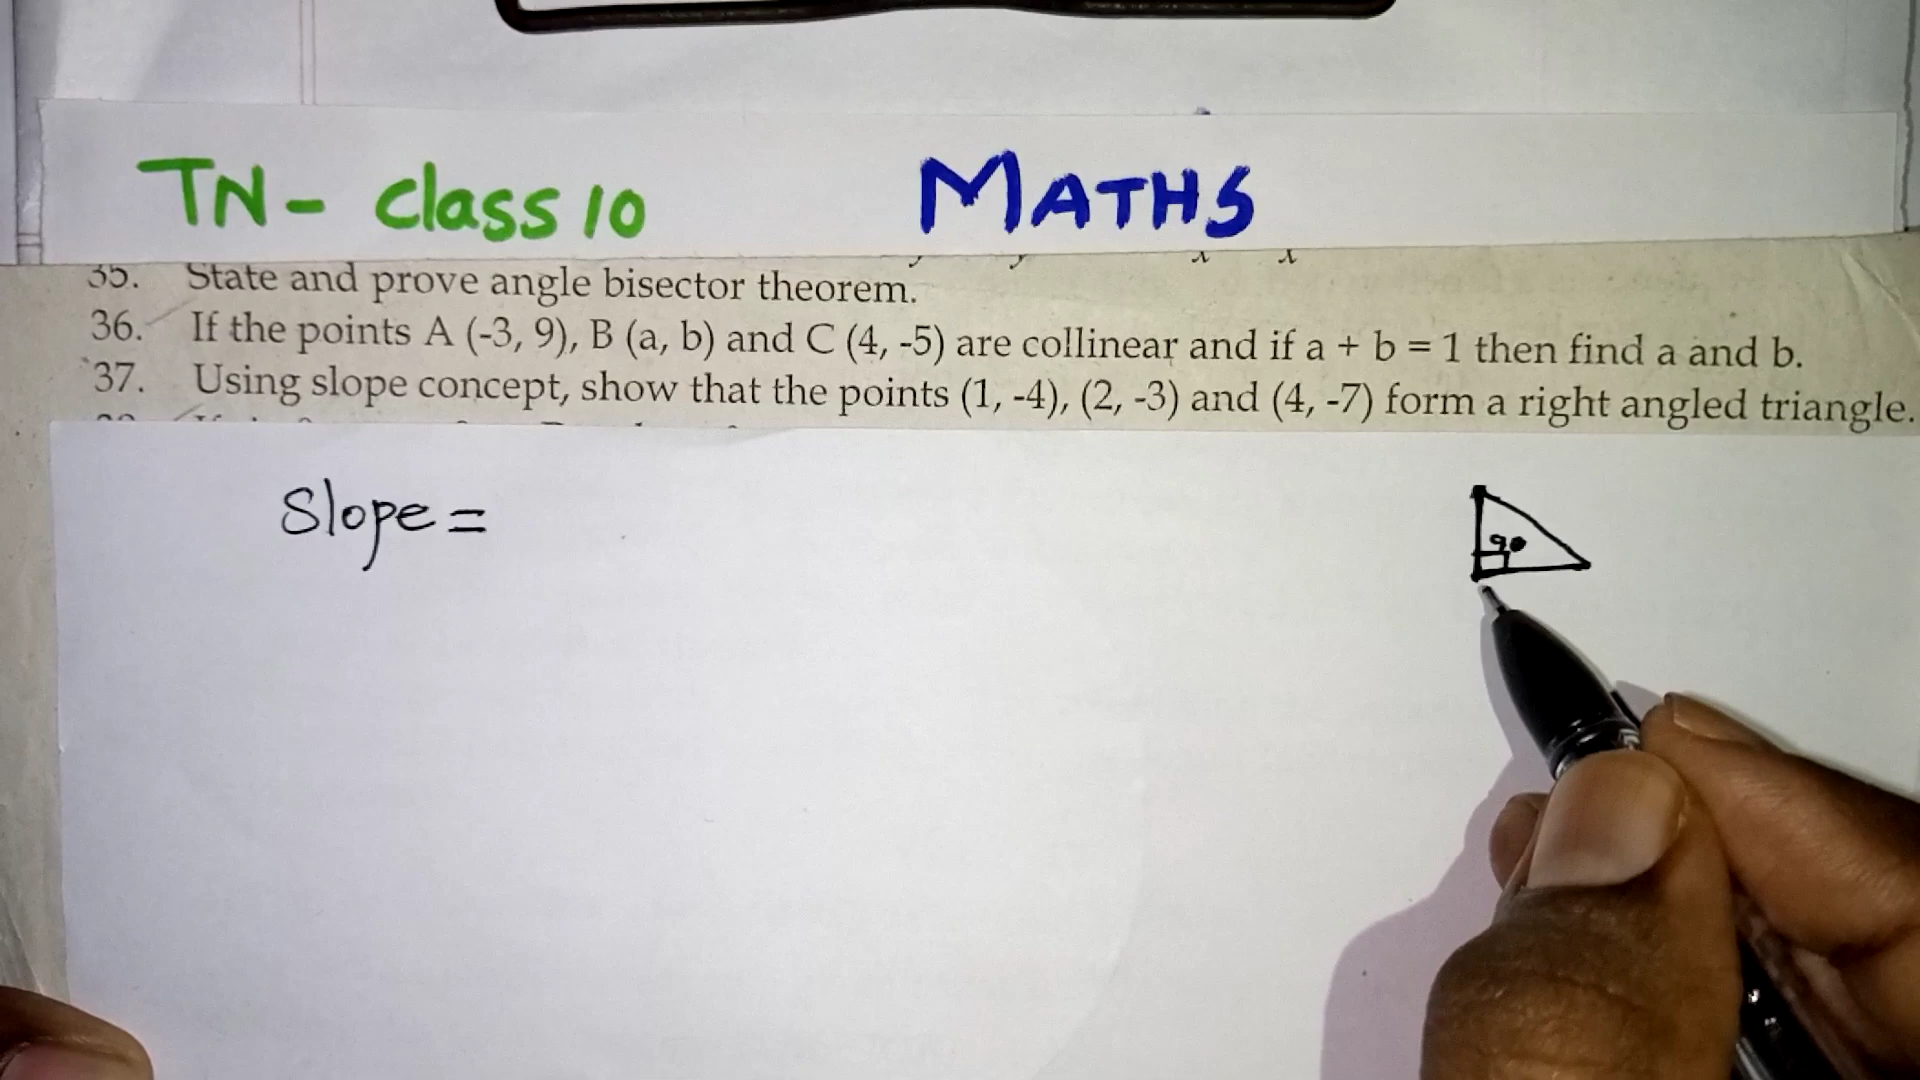 TN - Class 10 MATHS
35. State and prove angle bisector theorem.
36. If the points A (-3, 9), B (a, b) and C (4, -5) are collinear and if a + b = 1 then find a and b.
37. Using slope concept, show that the points (1, -4), (2, -3) and (4, -7) form a right angled triangle.
Slope =
90